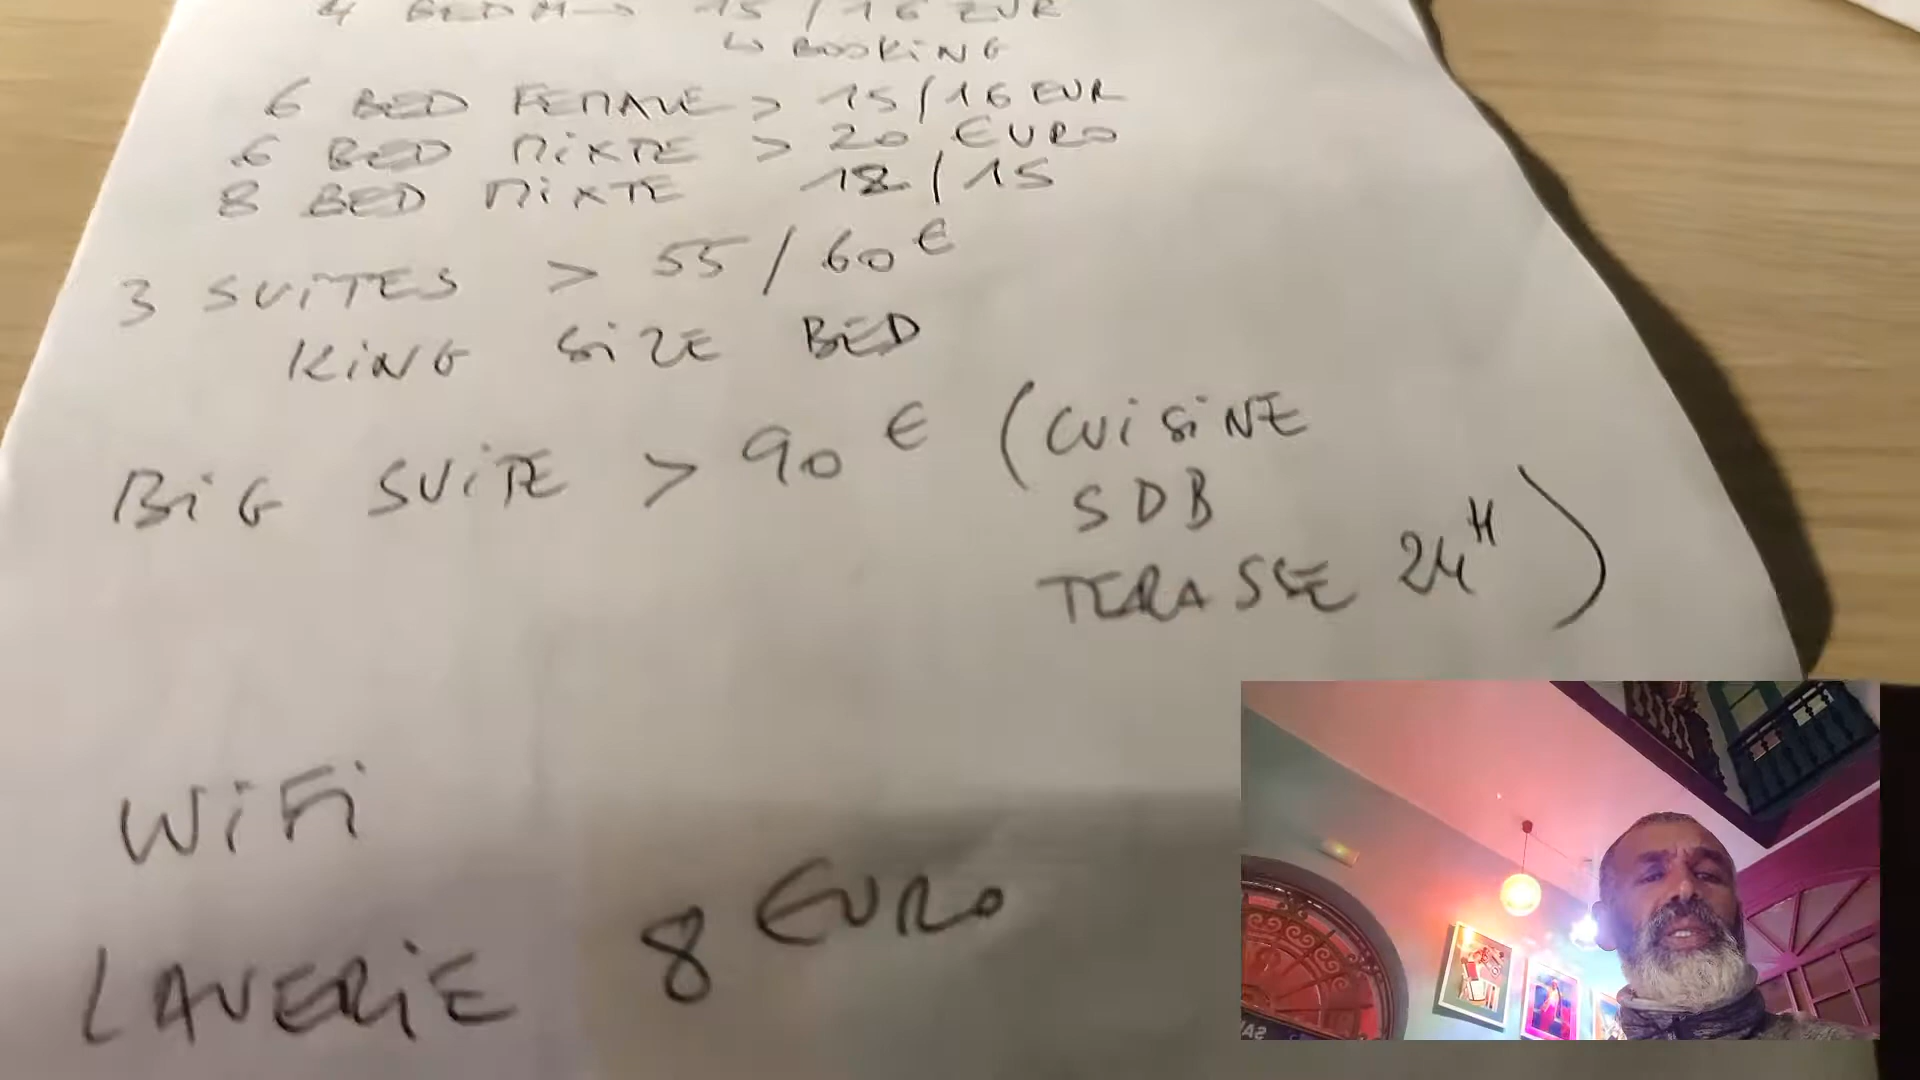 4 BED 15 / 16 EUR
↳ BOOKING
6 BED FEMALE > 15/16 EUR
6 BED MIXTE > 20 EURO
8 BED MIXTE 18/15
3 SUITES > 55/60 €
KING SIZE BED
BIG SUITE > 90 € (CUISINE
SDB
TERASSE 24H)
WiFi
LAVERIE 8 EURO